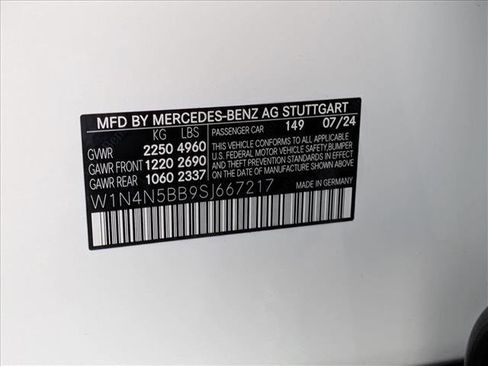 MFD BY MERCEDES-BENZ AG STUTTGART
KG LBS PASSENGER CAR 149 07/24
GVWR 2250 4960 THIS VEHICLE CONFORMS TO ALL APPLICABLE
GAWR FRONT 1220 2690 U.S. FEDERAL MOTOR VEHICLE SAFETY, BUMPER
GAWR REAR 1060 2337 AND THEFT PREVENTION STANDARDS IN EFFECT
ON THE DATE OF MANUFACTURE SHOWN ABOVE.
W1N4N5BB9SJ667217 MADE IN GERMANY